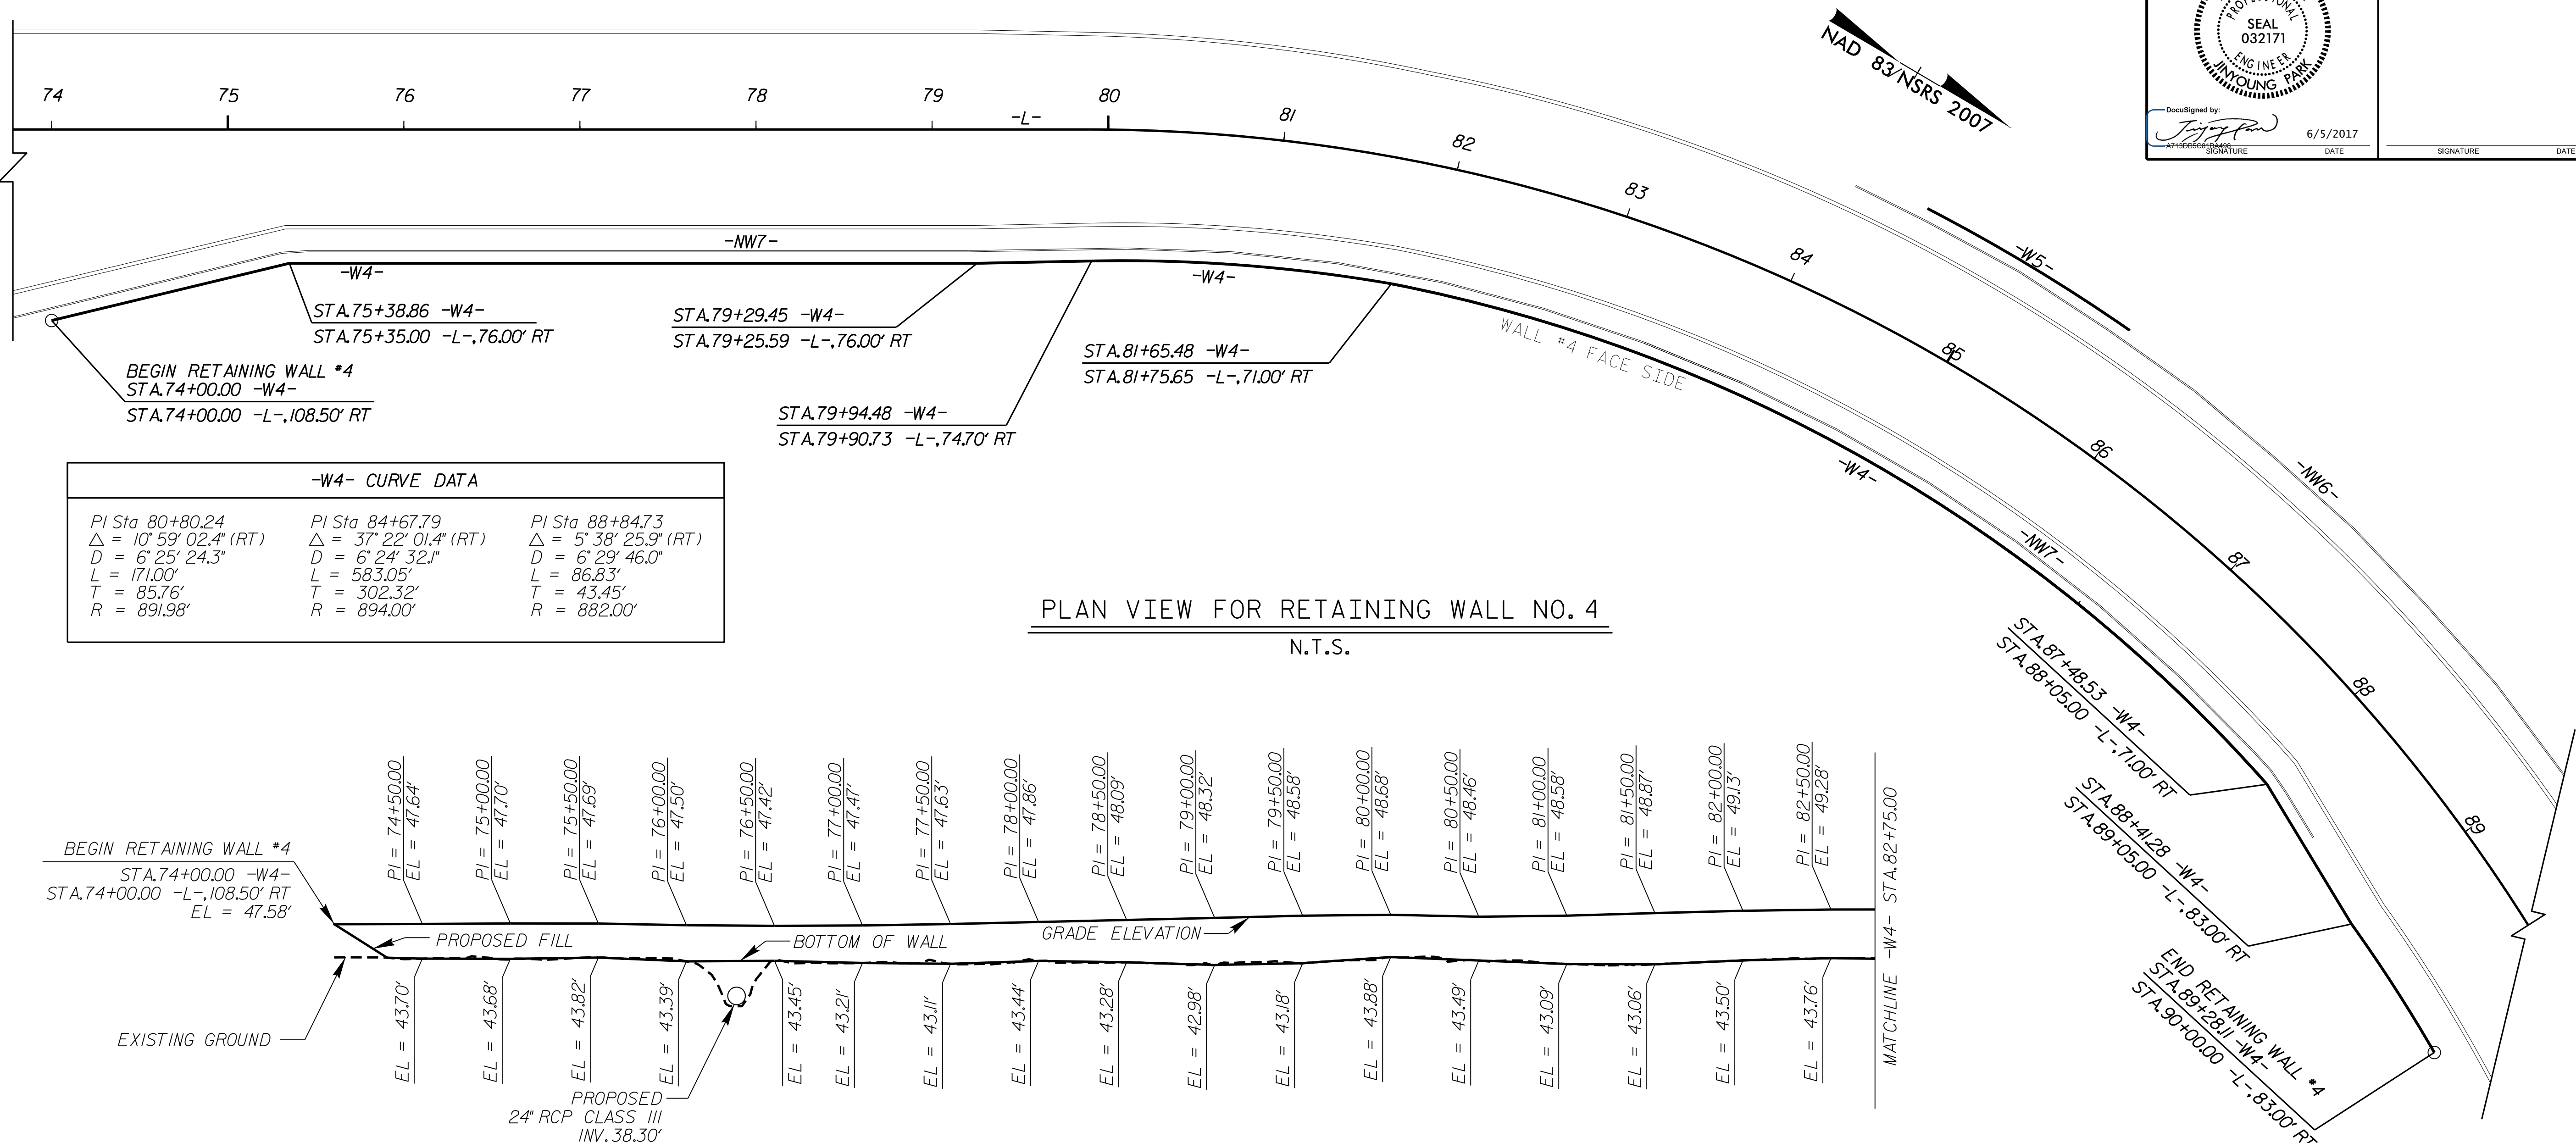 PROFESSIONAL
SEAL
032171
ENGINEER
JINYOUNG PARK
DocuSigned by:
6/5/2017
SIGNATURE DATE
SIGNATURE DATE
NAD 83/NSRS 2007
74 75 76 77 78 79 80 81 82 83 84 85 86 87 88 89
-L-
-NW7-
-W4-
-W4-
-W5-
-NW6-
-W4-
-NW7-
WALL #4 FACE SIDE
STA.75+38.86 -W4-
STA.75+35.00 -L-,76.00' RT
BEGIN RETAINING WALL #4
STA.74+00.00 -W4-
STA.74+00.00 -L-,108.50' RT
STA.79+29.45 -W4-
STA.79+25.59 -L-,76.00' RT
STA.79+94.48 -W4-
STA.79+90.73 -L-,74.70' RT
STA.81+65.48 -W4-
STA.81+75.65 -L-,71.00' RT
STA.87+48.53 -W4-
STA.88+05.00 -L-,71.00' RT
STA.88+41.28 -W4-
STA.89+05.00 -L-,83.00' RT
END RETAINING WALL #4
STA.89+28.11 -W4-
STA.90+00.00 -L-,83.00' RT
-W4- CURVE DATA
PI Sta 80+80.24
△ = 10° 59' 02.4" (RT)
D = 6° 25' 24.3"
L = 171.00'
T = 85.76'
R = 891.98'
PI Sta 84+67.79
△ = 37° 22' 01.4" (RT)
D = 6° 24' 32.1"
L = 583.05'
T = 302.32'
R = 894.00'
PI Sta 88+84.73
△ = 5° 38' 25.9" (RT)
D = 6° 29' 46.0"
L = 86.83'
T = 43.45'
R = 882.00'
PLAN VIEW FOR RETAINING WALL NO. 4
N.T.S.
BEGIN RETAINING WALL #4
STA.74+00.00 -W4-
STA.74+00.00 -L-,108.50' RT
EL = 47.58'
PI = 74+50.00
EL = 47.64'
PI = 75+00.00
EL = 47.70'
PI = 75+50.00
EL = 47.69'
PI = 76+00.00
EL = 47.50'
PI = 76+50.00
EL = 47.42'
PI = 77+00.00
EL = 47.47'
PI = 77+50.00
EL = 47.63'
PI = 78+00.00
EL = 47.86'
PI = 78+50.00
EL = 48.09'
PI = 79+00.00
EL = 48.32'
PI = 79+50.00
EL = 48.58'
PI = 80+00.00
EL = 48.68'
PI = 80+50.00
EL = 48.46'
PI = 81+00.00
EL = 48.58'
PI = 81+50.00
EL = 48.87'
PI = 82+00.00
EL = 49.13'
PI = 82+50.00
EL = 49.28'
MATCHLINE -W4- STA.82+75.00
PROPOSED FILL
BOTTOM OF WALL
GRADE ELEVATION
EXISTING GROUND
EL = 43.70'
EL = 43.68'
EL = 43.82'
EL = 43.39'
EL = 43.45'
EL = 43.21'
EL = 43.11'
EL = 43.44'
EL = 43.28'
EL = 42.98'
EL = 43.18'
EL = 43.88'
EL = 43.49'
EL = 43.09'
EL = 43.06'
EL = 43.50'
EL = 43.76'
PROPOSED
24" RCP CLASS III
INV. 38.30'